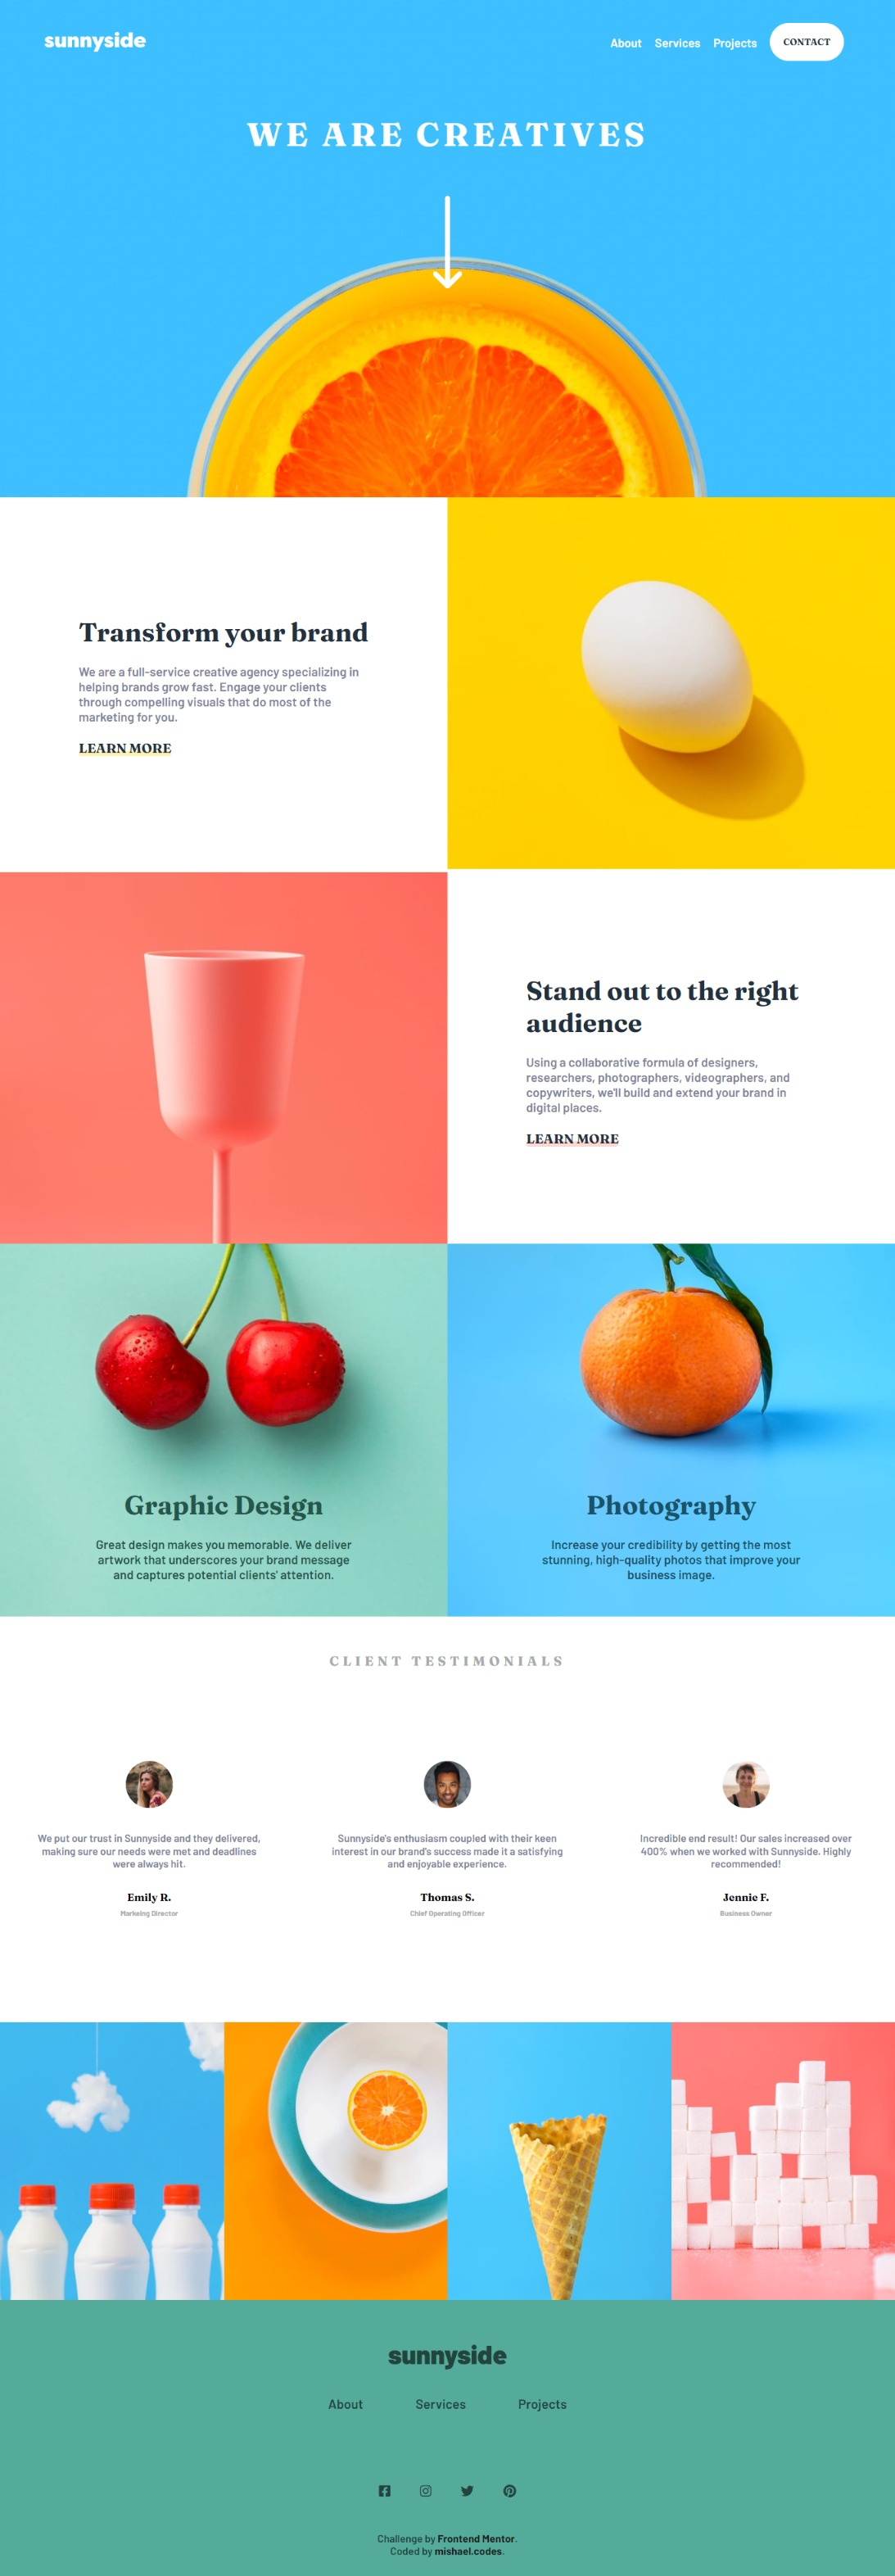 sunnyside
About Services Projects CONTACT
WE ARE CREATIVES
Transform your brand
We are a full-service creative agency specializing in
helping brands grow fast. Engage your clients
through compelling visuals that do most of the
marketing for you.
LEARN MORE
Stand out to the right
audience
Using a collaborative formula of designers,
researchers, photographers, videographers, and
copywriters, we'll build and extend your brand in
digital places.
LEARN MORE
Graphic Design
Great design makes you memorable. We deliver
artwork that underscores your brand message
and captures potential clients' attention.
Photography
Increase your credibility by getting the most
stunning, high-quality photos that improve your
business image.
CLIENT TESTIMONIALS
We put our trust in Sunnyside and they delivered,
making sure our needs were met and deadlines
were always hit.
Emily R.
Markeing Director
Sunnyside's enthusiasm coupled with their keen
interest in our brand's success made it a satisfying
and enjoyable experience.
Thomas S.
Chief Operating Officer
Incredible end result! Our sales increased over
400% when we worked with Sunnyside. Highly
recommended!
Jennie F.
Business Owner
sunnyside
About Services Projects
Challenge by Frontend Mentor.
Coded by mishael.codes.